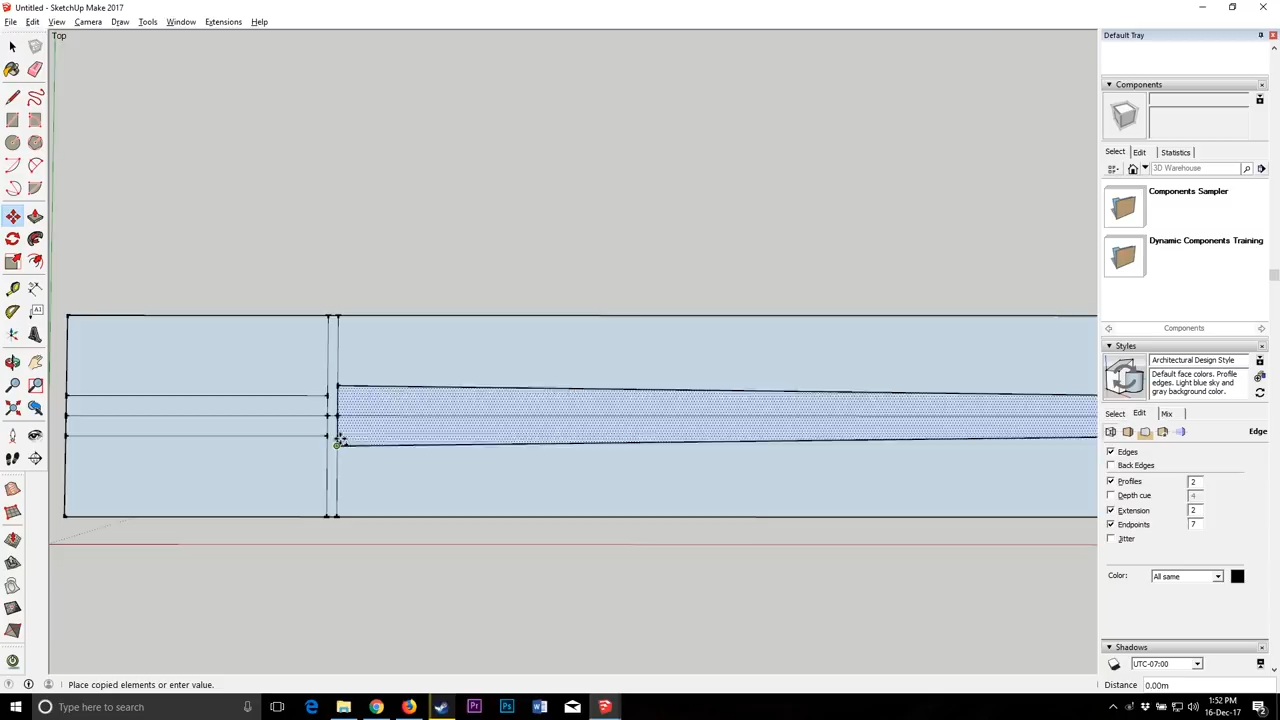 Untitled - SketchUp Make 2017
File Edit View Camera Draw Tools Window Extensions Help
Top
Default Tray
Components
Select Edit Statistics
3D Warehouse
Components Sampler
Dynamic Components Training
Components
Styles
Architectural Design Style
Default face colors. Profile
edges. Light blue sky and
gray background color.
Select Edit Mix
Edge
Edges
Back Edges
Profiles 2
Depth cue 4
Extension 2
Endpoints 7
Jitter
Color: All same
Shadows
UTC-07:00
Place copied elements or enter value.
Distance 0.00m
Type here to search
1:52 PM
16-Dec-17